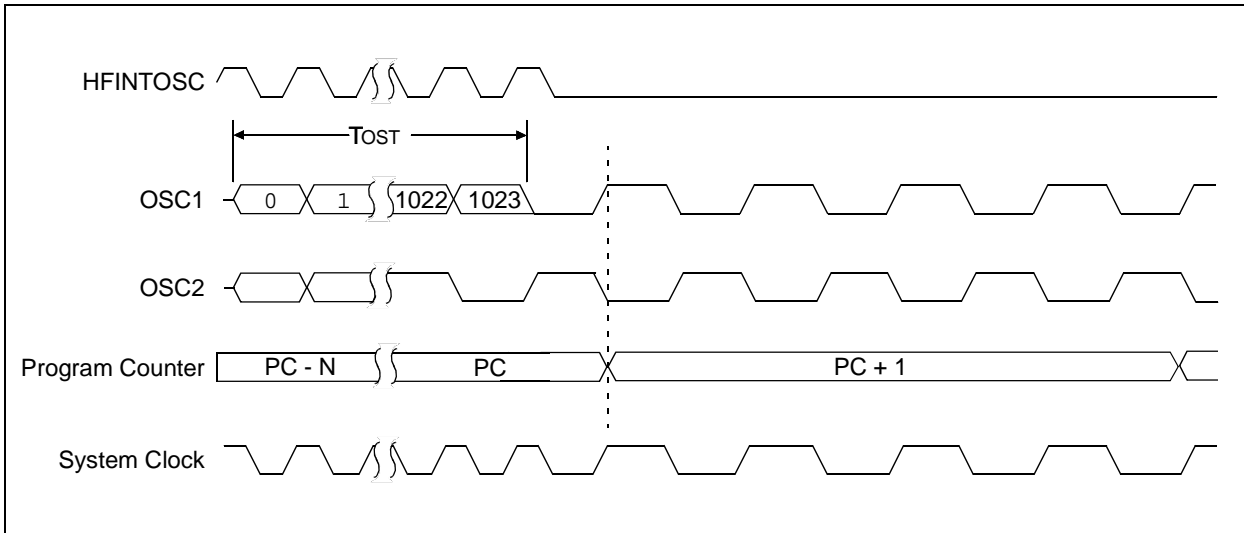 HFINTOSC
TOST
OSC1 0 1 1022 1023
OSC2
Program Counter PC - N PC PC + 1
System Clock